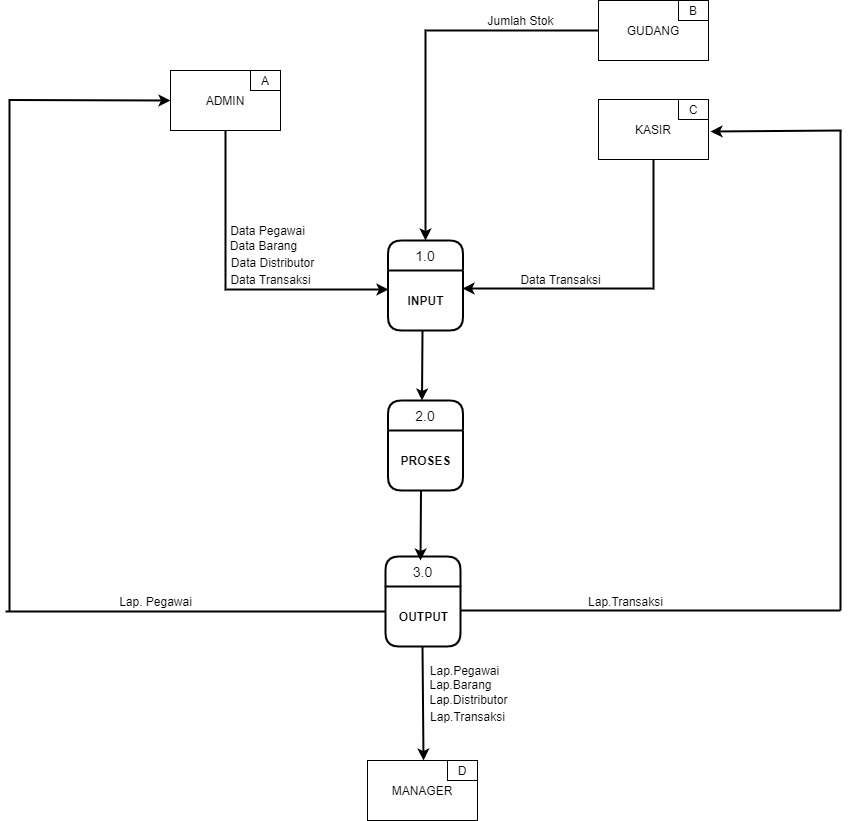 Jumlah Stok
B
GUDANG
A
ADMIN
C
KASIR
Data Pegawai
Data Barang
Data Distributor
Data Transaksi
1.0
INPUT
Data Transaksi
2.0
PROSES
3.0
OUTPUT
Lap. Pegawai
Lap.Transaksi
Lap.Pegawai
Lap.Barang
Lap.Distributor
Lap.Transaksi
D
MANAGER